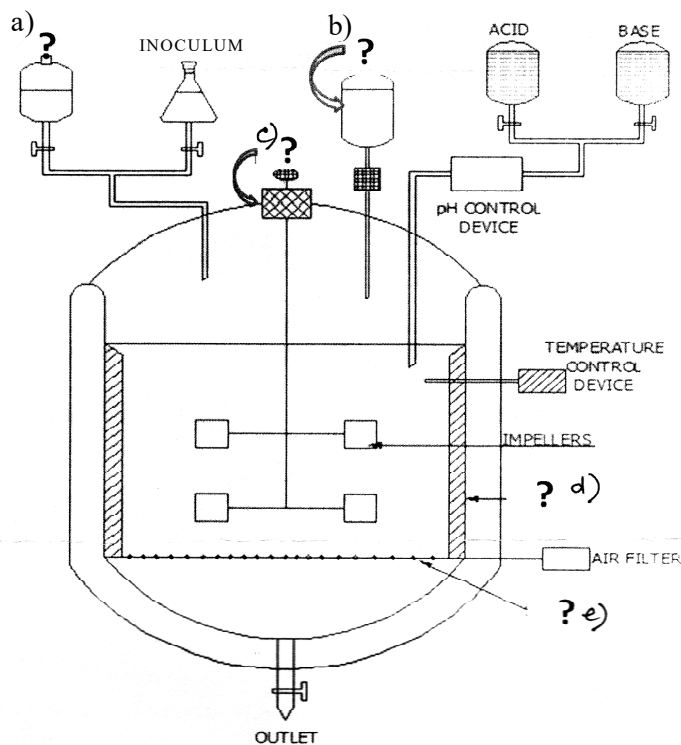 a)
?
INOCULUM
b)
?
ACID
BASE
c)
?
pH CONTROL
DEVICE
TEMPERATURE
CONTROL
DEVICE
IMPELLERS
? d)
AIR FILTER
? e)
OUTLET